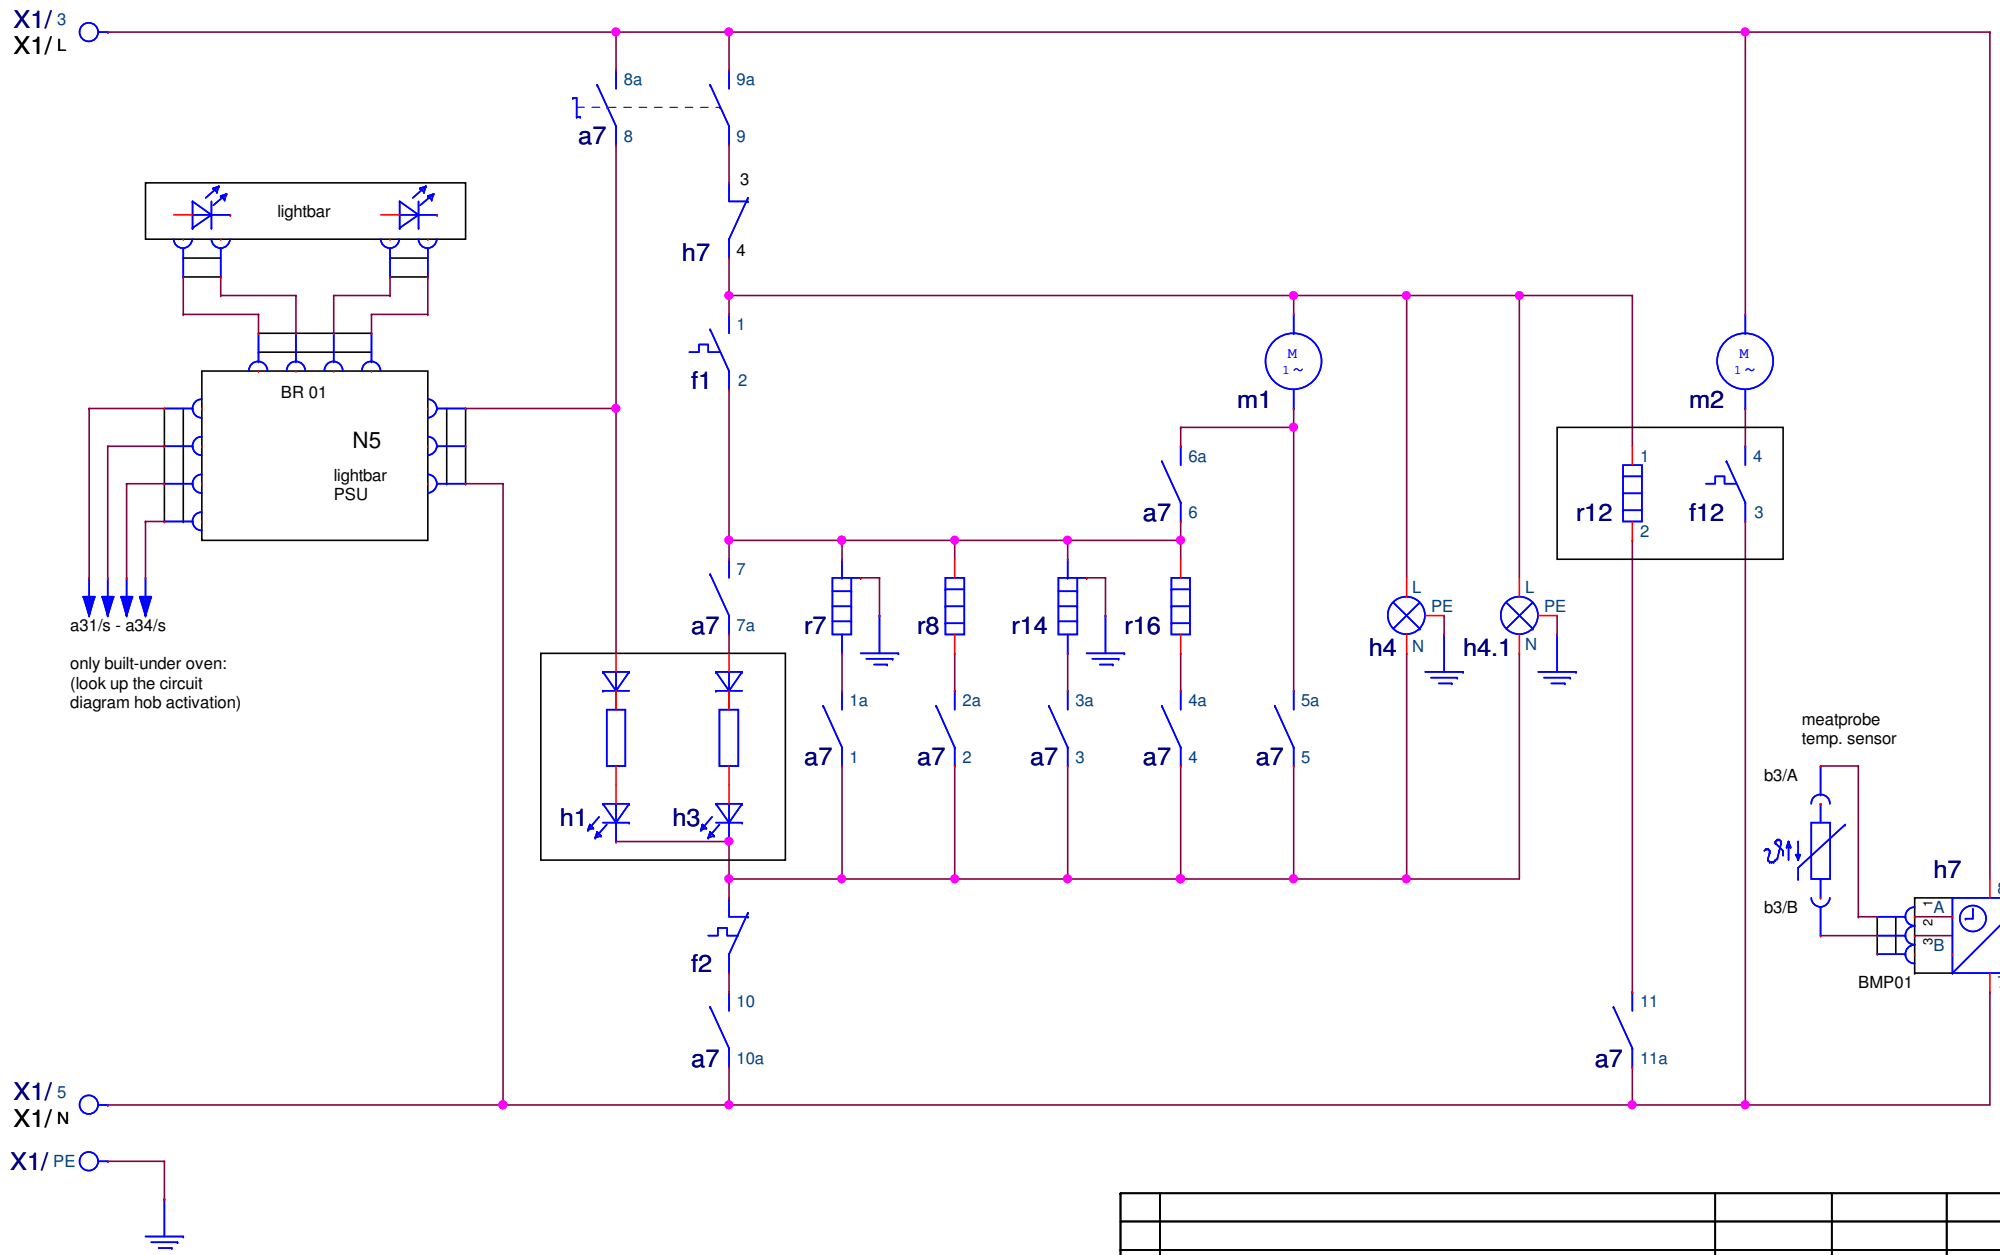 X1/ 3
X1/ L
8a
9a
a7
8
9
3
lightbar
h7
4
1
f1
2
M
1 ~
m1
M
1 ~
m2
BR 01
N5
lightbar
PSU
6a
a7
6
1
r12
2
4
f12
3
7
a7
7a
r7
r8
r14
r16
L
PE
h4
N
L
PE
h4.1
N
a31/s - a34/s
only built-under oven:
(look up the circuit
diagram hob activation)
1a
a7
1
2a
a7
2
3a
a7
3
4a
a7
4
5a
a7
5
meatprobe
temp. sensor
b3/A
ϑ
b3/B
h1
h3
h7
1
A
2
3
B
BMP01
f2
10
a7
10a
11
a7
11a
X1/ 5
X1/ N
X1/ PE